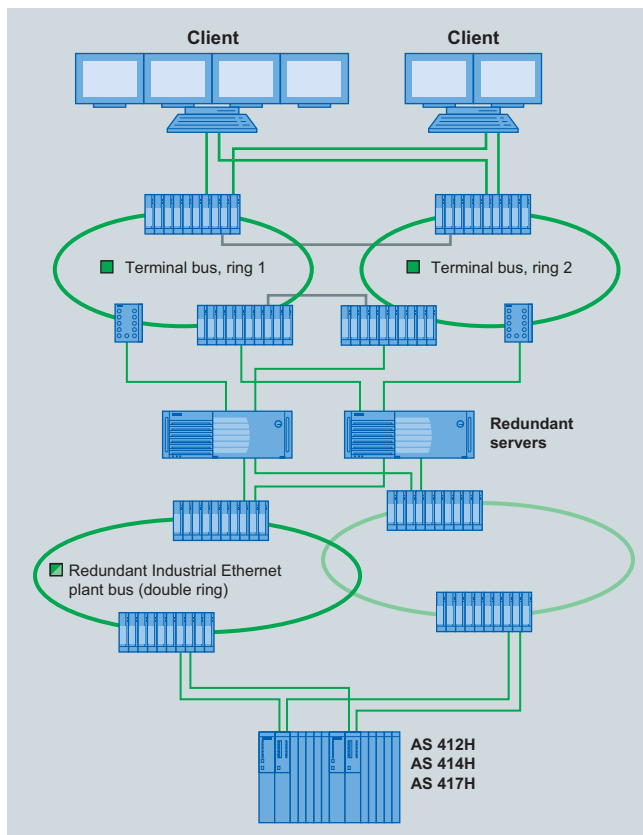 Client
Client
Terminal bus, ring 1
Terminal bus, ring 2
Redundant
servers
Redundant Industrial Ethernet
plant bus (double ring)
AS 412H
AS 414H
AS 417H